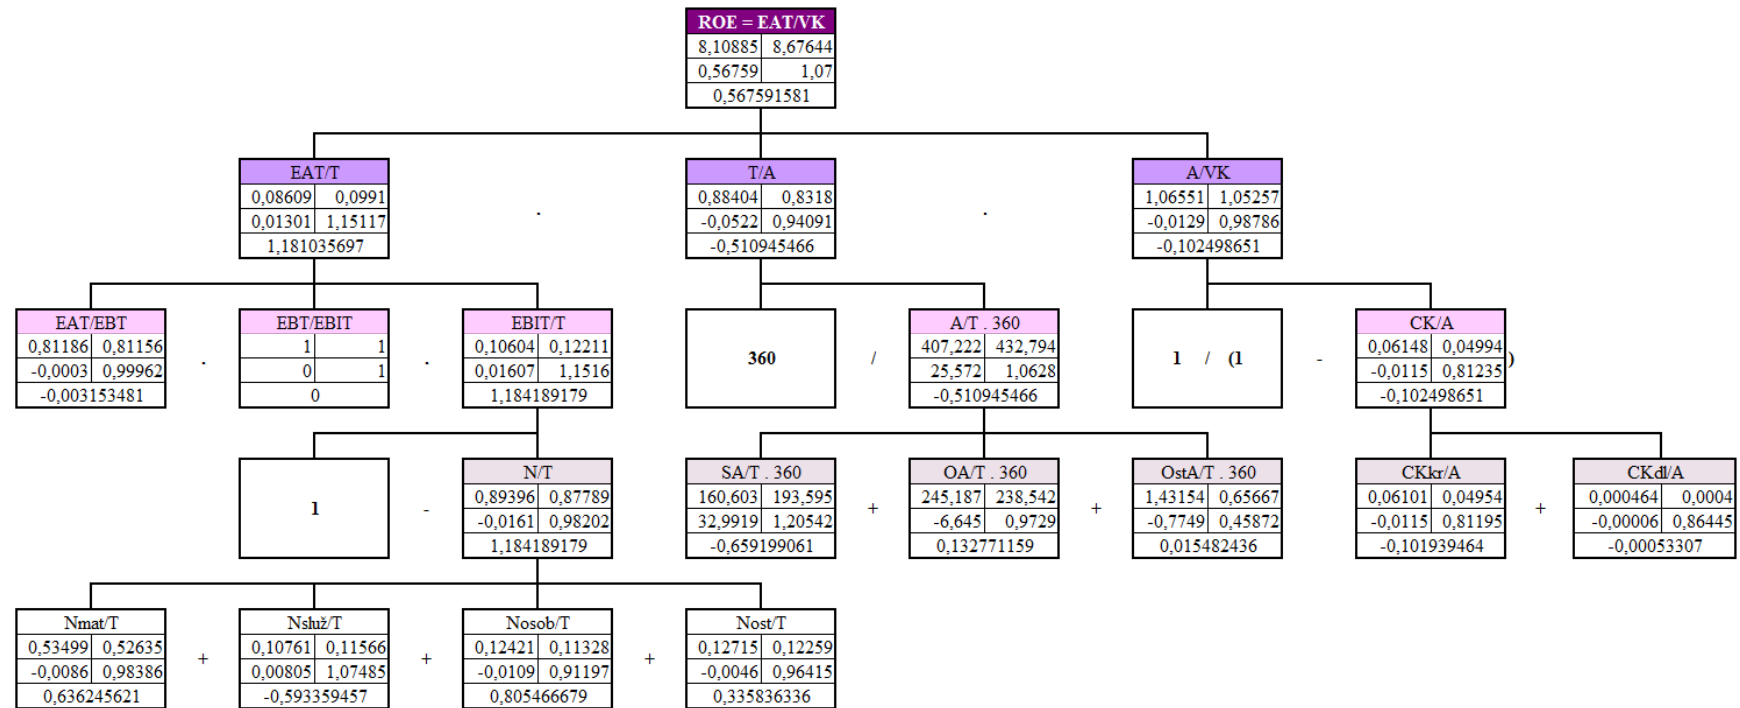 ROE = EAT/VK
8,10885 8,67644
0,56759 1,07
0,567591581
EAT/T T/A A/VK
0,08609 0,0991 0,88404 0,8318 1,06551 1,05257
. .
0,01301 1,15117 -0,0522 0,94091 -0,0129 0,98786
1,181035697 -0,510945466 -0,102498651
EAT/EBT EBT/EBIT EBIT/T A/T . 360 CK/A
0,81186 0,81156 1 1 0,10604 0,12211 407,222 432,794 0,06148 0,04994
. . 360 / 1 / (1 - )
-0,0003 0,99962 0 1 0,01607 1,1516 25,572 1,0628 -0,0115 0,81235
-0,003153481 0 1,184189179 -0,510945466 -0,102498651
N/T SA/T . 360 OA/T . 360 OstA/T . 360 CKkr/A CKdl/A
0,89396 0,87789 160,603 193,595 245,187 238,542 1,43154 0,65667 0,06101 0,04954 0,000464 0,0004
1 - + + +
-0,0161 0,98202 32,9919 1,20542 -6,645 0,9729 -0,7749 0,45872 -0,0115 0,81195 -0,00006 0,86445
1,184189179 -0,659199061 0,132771159 0,015482436 -0,101939464 -0,00053307
Nmat/T Nsluž/T Nosob/T Nost/T
0,53499 0,52635 0,10761 0,11566 0,12421 0,11328 0,12715 0,12259
+ + +
-0,0086 0,98386 0,00805 1,07485 -0,0109 0,91197 -0,0046 0,96415
0,636245621 -0,593359457 0,805466679 0,335836336